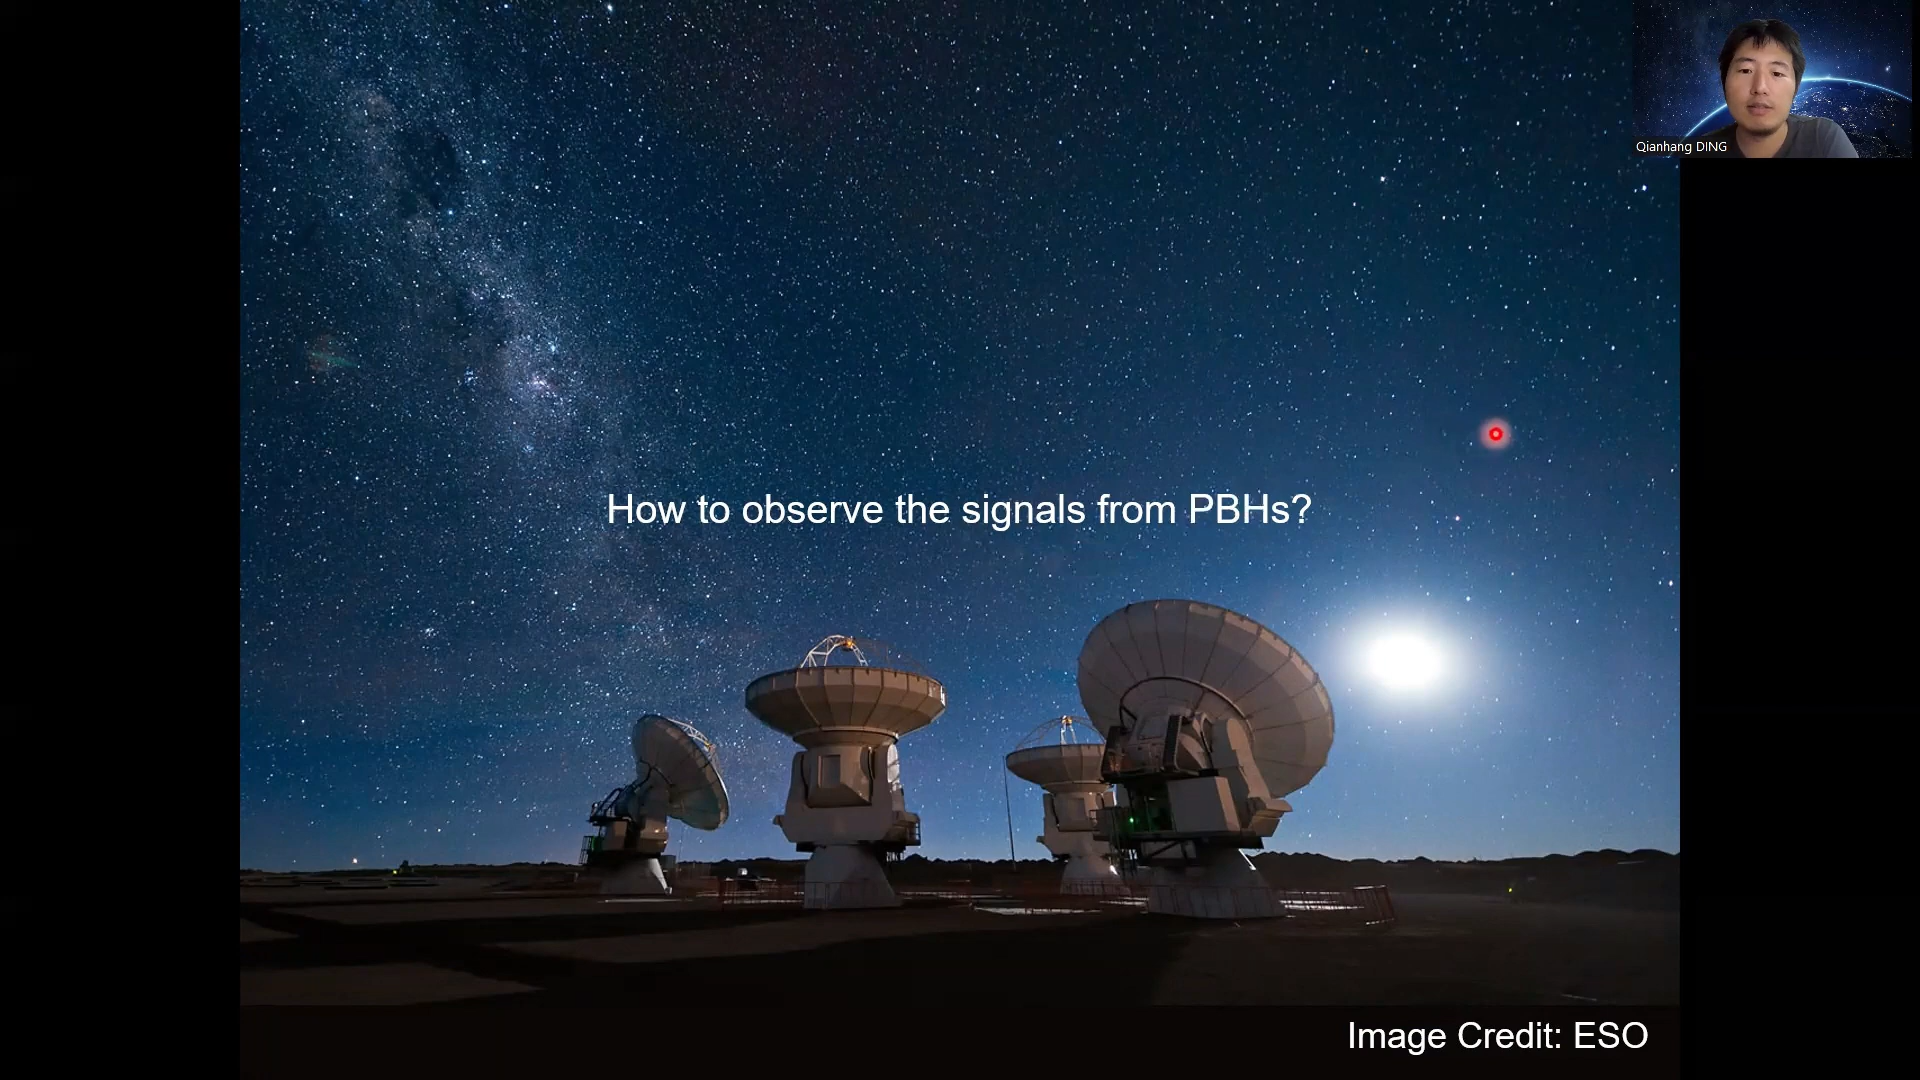 Qianhang DING
How to observe the signals from PBHs?
Image Credit: ESO